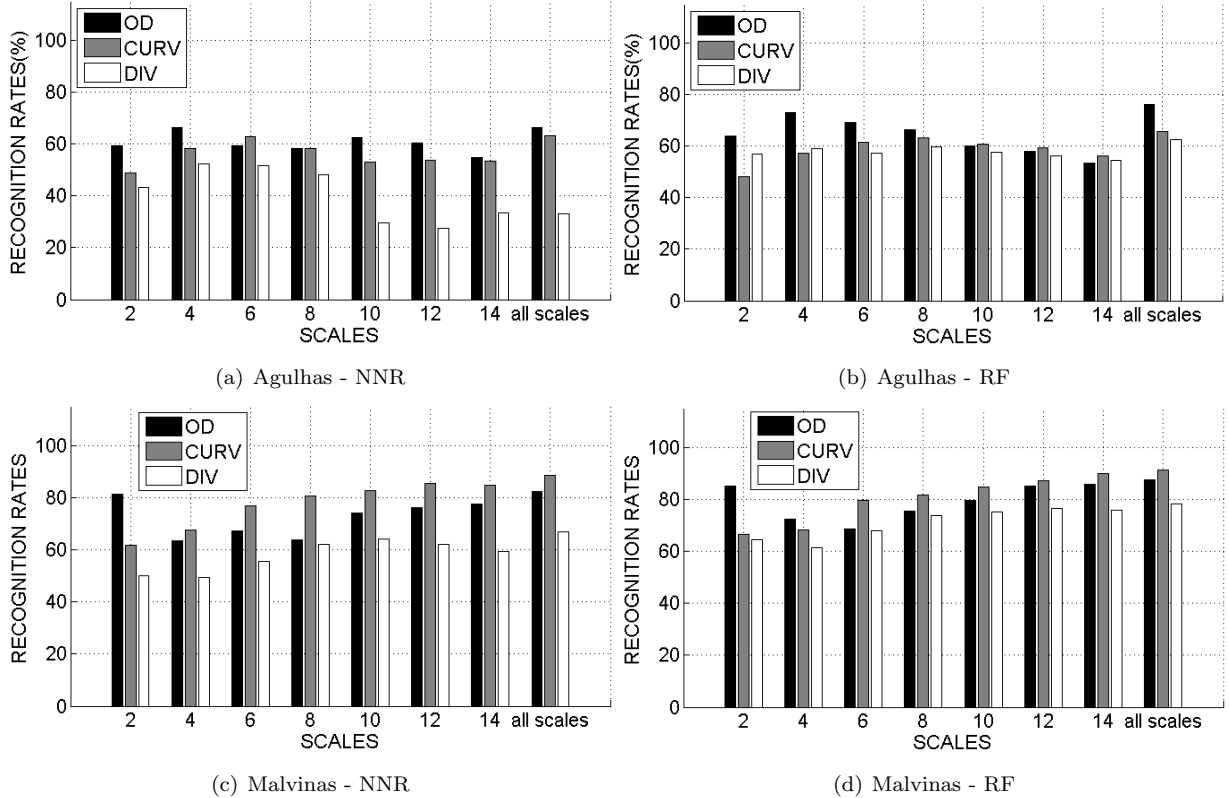 RECOGNITION RATES(%)
100
80
60
40
20
0
OD
CURV
DIV
2 4 6 8 10 12 14 all scales
SCALES
(a) Agulhas - NNR
RECOGNITION RATES(%)
100
80
60
40
20
0
OD
CURV
DIV
2 4 6 8 10 12 14 all scales
SCALES
(b) Agulhas - RF
RECOGNITION RATES
100
80
60
40
20
0
OD
CURV
DIV
2 4 6 8 10 12 14 all scales
SCALES
(c) Malvinas - NNR
RECOGNITION RATES
100
80
60
40
20
0
OD
CURV
DIV
2 4 6 8 10 12 14 all scales
SCALES
(d) Malvinas - RF